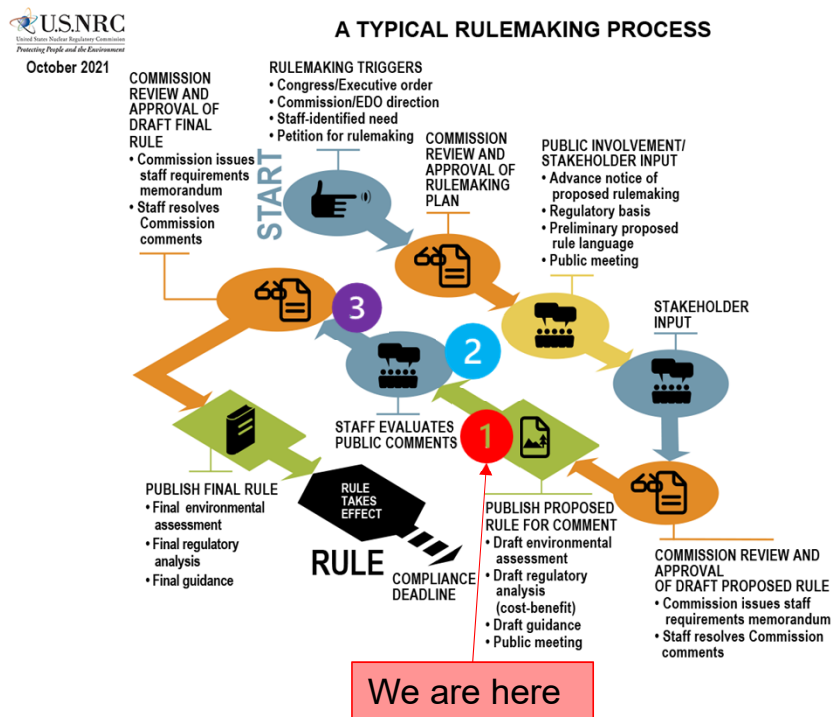 U.S.NRC
United States Nuclear Regulatory Commission
Protecting People and the Environment
October 2021
A TYPICAL RULEMAKING PROCESS
START
RULEMAKING TRIGGERS
• Congress/Executive order
• Commission/EDO direction
• Staff-identified need
• Petition for rulemaking
COMMISSION
REVIEW AND
APPROVAL OF
RULEMAKING
PLAN
PUBLIC INVOLVEMENT/
STAKEHOLDER INPUT
• Advance notice of
proposed rulemaking
• Regulatory basis
• Preliminary proposed
rule language
• Public meeting
STAKEHOLDER
INPUT
COMMISSION REVIEW AND
APPROVAL
OF DRAFT PROPOSED RULE
• Commission issues staff
requirements memorandum
• Staff resolves Commission
comments
1
PUBLISH PROPOSED
RULE FOR COMMENT
• Draft environmental
assessment
• Draft regulatory
analysis
(cost-benefit)
• Draft guidance
• Public meeting
We are here
2
STAFF EVALUATES
PUBLIC COMMENTS
3
COMMISSION
REVIEW AND
APPROVAL OF
DRAFT FINAL
RULE
• Commission issues
staff requirements
memorandum
• Staff resolves
Commission
comments
PUBLISH FINAL RULE
• Final environmental
assessment
• Final regulatory
analysis
• Final guidance
RULE
TAKES
EFFECT
RULE
COMPLIANCE
DEADLINE